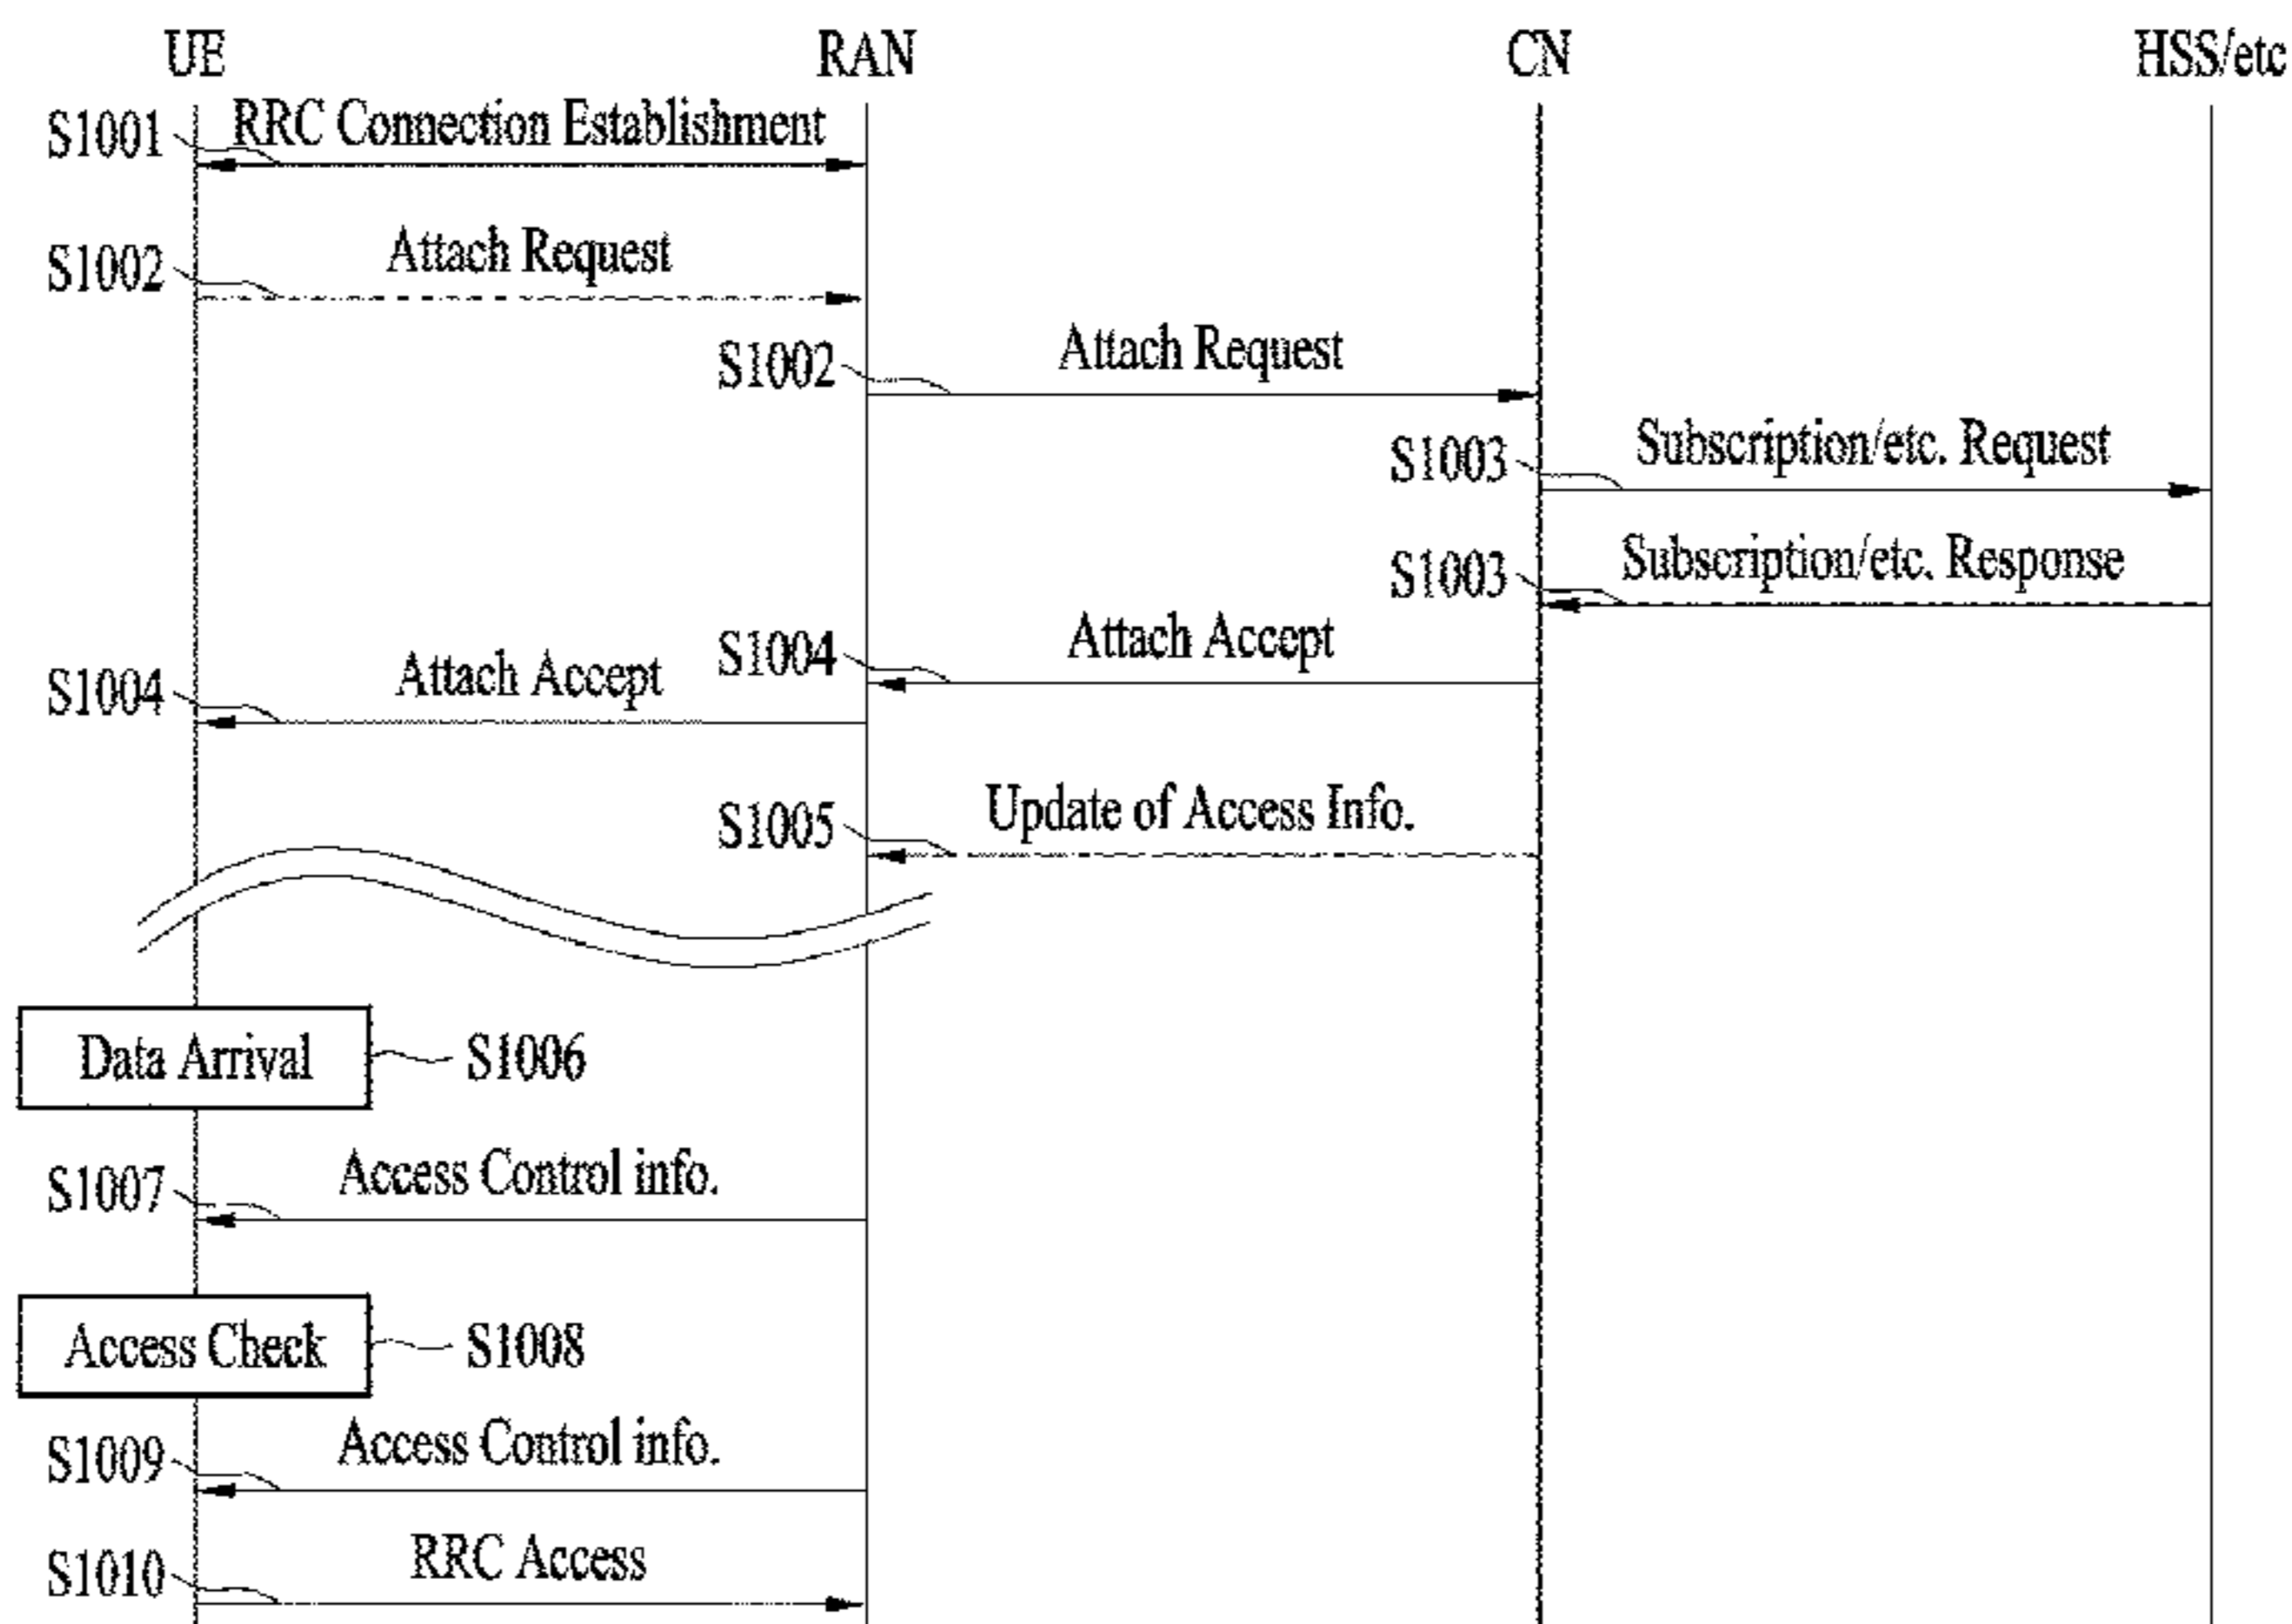 UE RAN CN HSS/etc
S1001 RRC Connection Establishment
S1002 Attach Request
S1002 Attach Request
S1003 Subscription/etc. Request
S1003 Subscription/etc. Response
S1004 Attach Accept
S1004 Attach Accept
S1005 Update of Access Info.
Data Arrival S1006
S1007 Access Control info.
Access Check S1008
S1009 Access Control info.
S1010 RRC Access